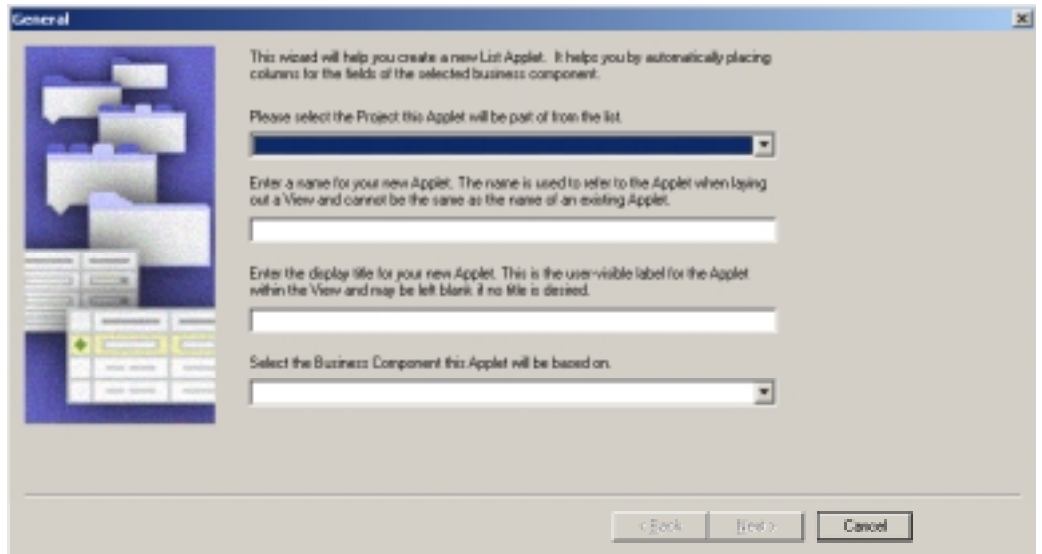 General
This wizard will help you create a new List Applet. It helps you by automatically placing
columns for the fields of the selected business component.
Please select the Project this Applet will be part of from the list.
Enter a name for your new Applet. The name is used to refer to the Applet when laying
out a View and cannot be the same as the name of an existing Applet.
Enter the display title for your new Applet. This is the user-visible label for the Applet
within the View and may be left blank if no title is desired.
Select the Business Component this Applet will be based on.
< Back Next > Cancel